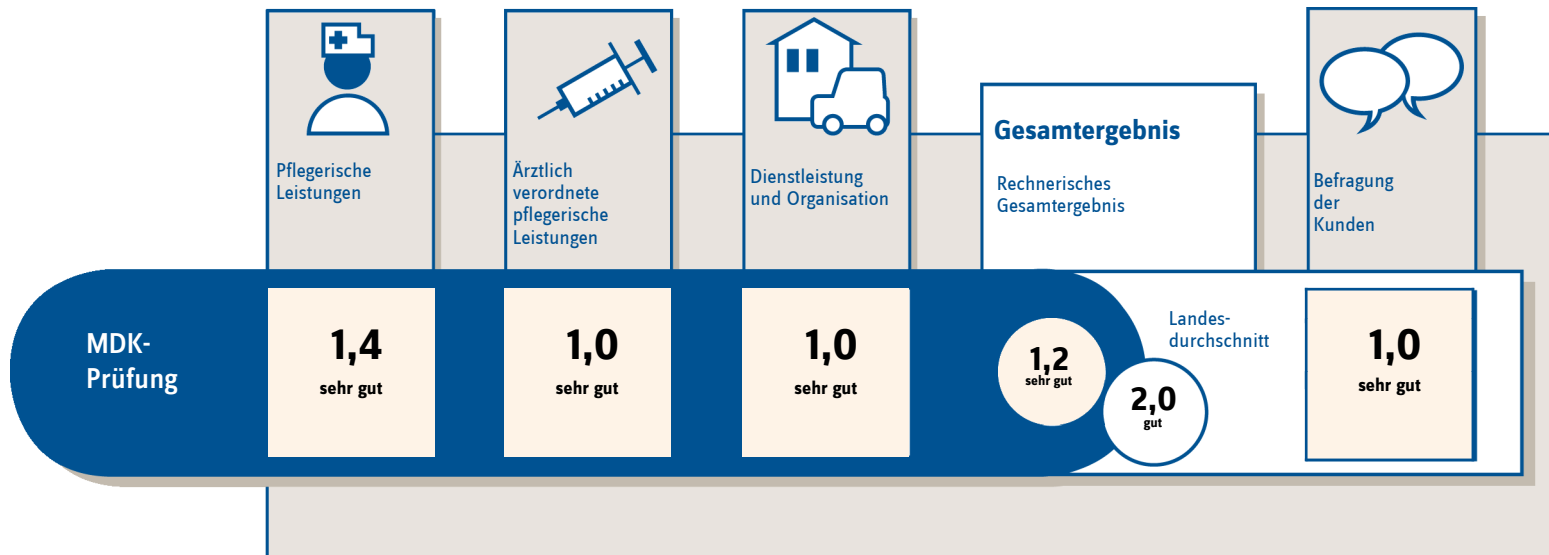 Pflegerische
Leistungen
Ärztlich
verordnete
pflegerische
Leistungen
Dienstleistung
und Organisation
Gesamtergebnis
Rechnerisches
Gesamtergebnis
Befragung
der
Kunden
MDK-
Prüfung
1,4
sehr gut
1,0
sehr gut
1,0
sehr gut
1,2
sehr gut
Landes-
durchschnitt
2,0
gut
1,0
sehr gut